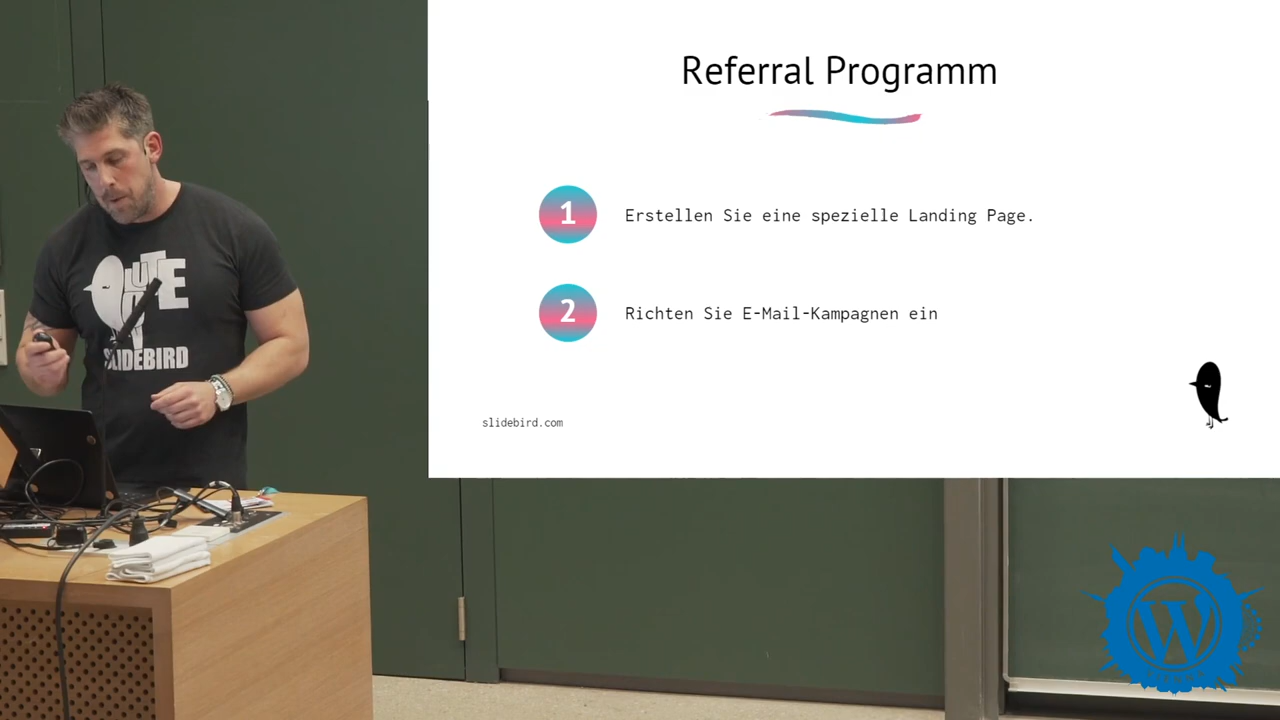 Referral Programm
1 Erstellen Sie eine spezielle Landing Page.
2 Richten Sie E-Mail-Kampagnen ein
slidebird.com
SLIDEBIRD
W